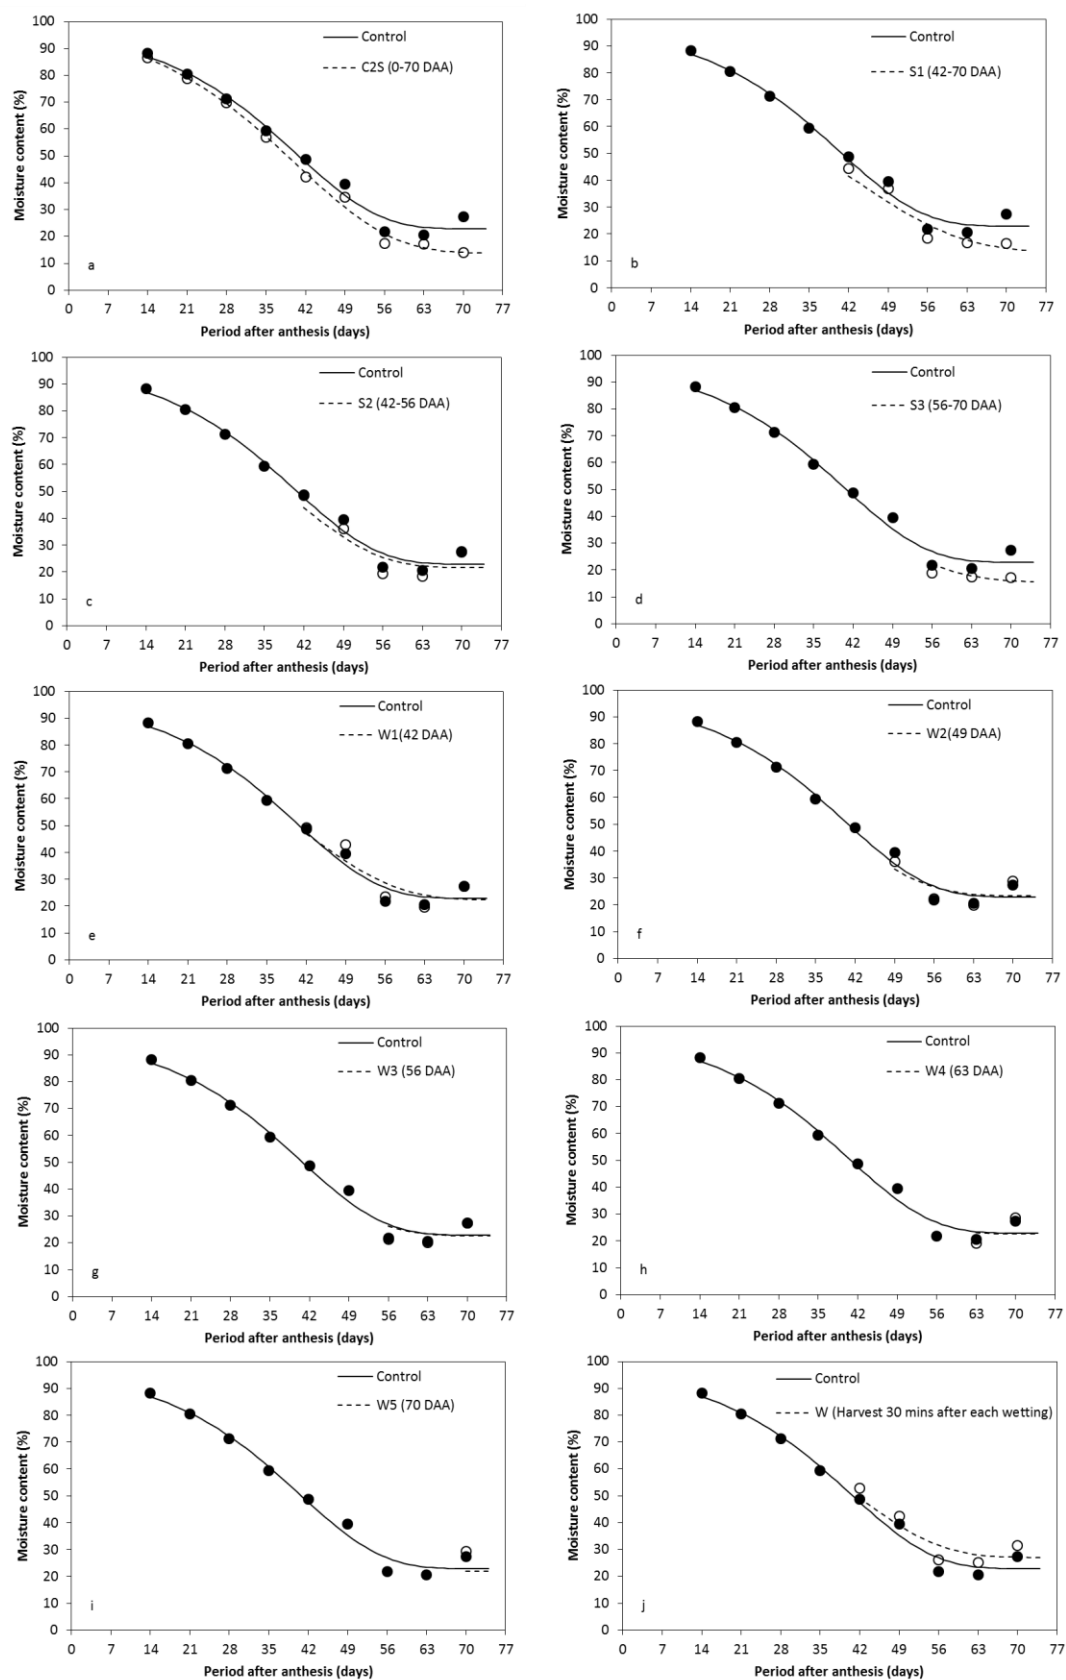 100
90
80
70
60
50
40
30
20
10
0
Moisture content (%)
Control
C2S (0-70 DAA)
a
0 7 14 21 28 35 42 49 56 63 70 77
Period after anthesis (days)
100
90
80
70
60
50
40
30
20
10
0
Moisture content (%)
Control
S1 (42-70 DAA)
b
0 7 14 21 28 35 42 49 56 63 70 77
Period after anthesis (days)
100
90
80
70
60
50
40
30
20
10
0
Moisture content (%)
Control
S2 (42-56 DAA)
c
0 7 14 21 28 35 42 49 56 63 70 77
Period after anthesis (days)
100
90
80
70
60
50
40
30
20
10
0
Moisture content (%)
Control
S3 (56-70 DAA)
d
0 7 14 21 28 35 42 49 56 63 70 77
Period after anthesis (days)
100
90
80
70
60
50
40
30
20
10
0
Moisture content (%)
Control
W1(42 DAA)
e
0 7 14 21 28 35 42 49 56 63 70 77
Period after anthesis (days)
100
90
80
70
60
50
40
30
20
10
0
Moisture content (%)
Control
W2(49 DAA)
f
0 7 14 21 28 35 42 49 56 63 70 77
Period after anthesis (days)
100
90
80
70
60
50
40
30
20
10
0
Moisture content (%)
Control
W3 (56 DAA)
g
0 7 14 21 28 35 42 49 56 63 70 77
Period after anthesis (days)
100
90
80
70
60
50
40
30
20
10
0
Moisture content (%)
Control
W4 (63 DAA)
h
0 7 14 21 28 35 42 49 56 63 70 77
Period after anthesis (days)
100
90
80
70
60
50
40
30
20
10
0
Moisture content (%)
Control
W5 (70 DAA)
i
0 7 14 21 28 35 42 49 56 63 70 77
Period after anthesis (days)
100
90
80
70
60
50
40
30
20
10
0
Moisture content (%)
Control
W (Harvest 30 mins after each wetting)
j
0 7 14 21 28 35 42 49 56 63 70 77
Period after anthesis (days)